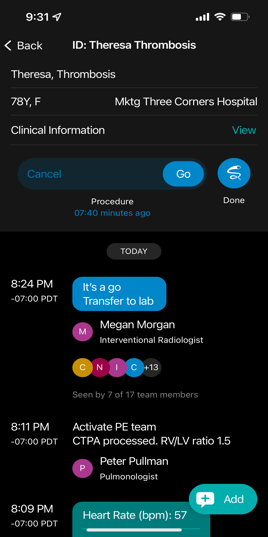 9:31
Back
ID: Theresa Thrombosis
Theresa, Thrombosis
78Y, F
Mktg Three Corners Hospital
Clinical Information
View
Cancel
Go
Procedure
07:40 minutes ago
Done
TODAY
8:24 PM
-07:00 PDT
It's a go
Transfer to lab
M
Megan Morgan
Interventional Radiologist
C N I C +13
Seen by 7 of 17 team members
8:11 PM
-07:00 PDT
Activate PE team
CTPA processed. RV/LV ratio 1.5
P
Peter Pullman
Pulmonologist
Add
8:09 PM
-07:00 PDT
Heart Rate (bpm): 57